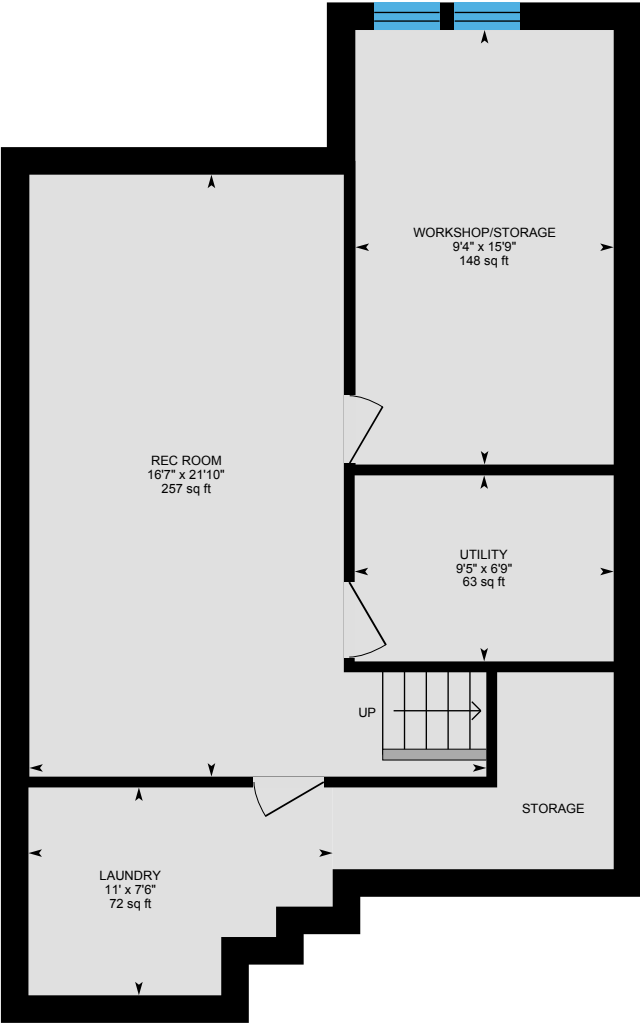 WORKSHOP/STORAGE
9'4" x 15'9"
148 sq ft
REC ROOM
16'7" x 21'10"
257 sq ft
UTILITY
9'5" x 6'9"
63 sq ft
UP
STORAGE
LAUNDRY
11' x 7'6"
72 sq ft